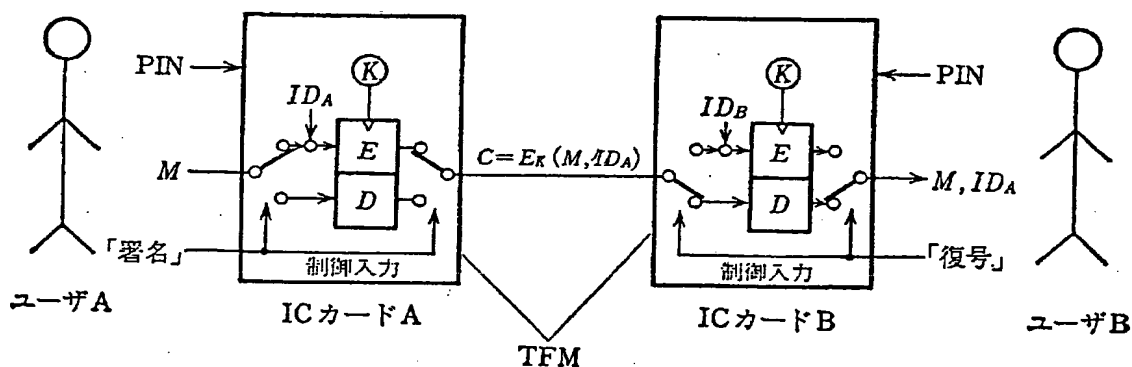 PIN
K
ID_A
E
M
D
「署名」
制御入力
ユーザA
ICカードA
C=E_K(M,ID_A)
TFM
K
PIN
ID_B
E
D
M, ID_A
「復号」
制御入力
ICカードB
ユーザB